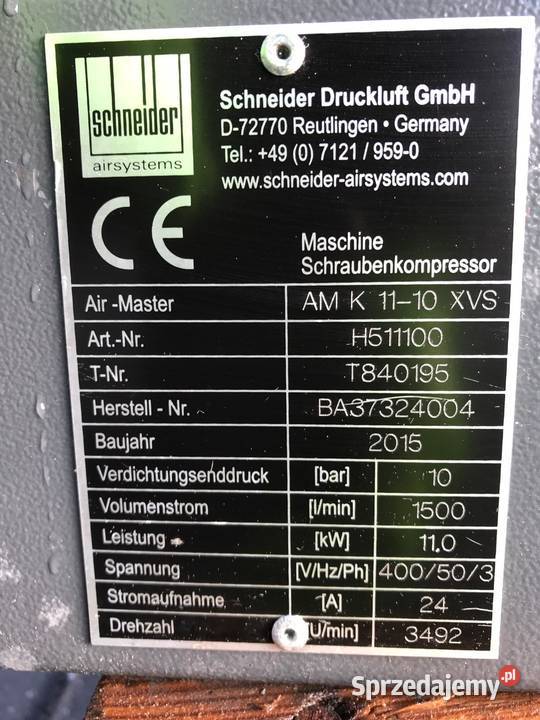 schneider
airsystems
Schneider Druckluft GmbH
D-72770 Reutlingen • Germany
Tel.: +49 (0) 7121 / 959-0
www.schneider-airsystems.com
CE
Maschine
Schraubenkompressor
Air -Master AM K 11-10 XVS
Art.-Nr. H511100
T-Nr. T840195
Herstell - Nr. BA37324004
Baujahr 2015
Verdichtungsenddruck [bar] 10
Volumenstrom [l/min] 1500
Leistung [kW] 11.0
Spannung [V/Hz/Ph] 400/50/3
Stromaufnahme [A] 24
Drehzahl [U/min] 3492
Sprzedajemy.pl